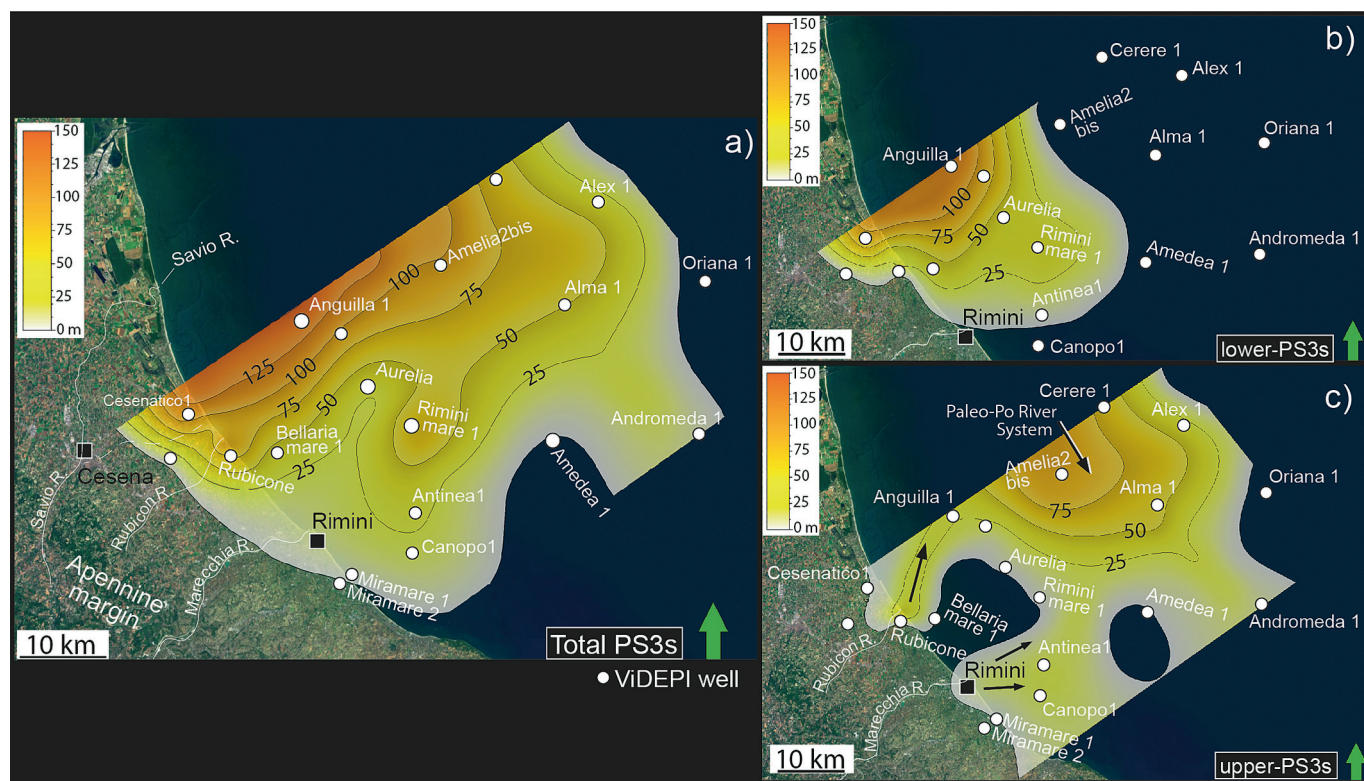 150
125
100
75
50
25
0 m
a)
Savio R.
Alex 1
Amelia2bis
Oriana 1
100
Anguilla 1
Alma 1
75
125
100
50
Cesenatico1
75
50
Aurelia
25
Rimini
mare 1
Bellaria
mare 1
Andromeda 1
Cesena
Rubicone
25
Amedea 1
Savio R.
Rubicon R.
Antinea1
Rimini
Marecchia R.
Canopo1
Apennine
margin
Miramare 1
Miramare 2
10 km
Total PS3s
ViDEPI well
150
125
100
75
50
25
0 m
b)
Cerere 1
Alex 1
Amelia2
bis
Alma 1
Oriana 1
Anguilla 1
100
Aurelia
75
50
Rimini
mare 1
25
Amedea 1
Andromeda 1
Antinea1
Rimini
Canopo1
10 km
lower-PS3s
150
125
100
75
50
25
0 m
c)
Cerere 1
Paleo-Po River
System
Alex 1
Amelia2
bis
Oriana 1
Anguilla 1
Alma 1
75
50
25
Aurelia
Cesenatico1
Rimini
mare 1
Amedea 1
Bellaria
mare 1
Andromeda 1
Rubicone
Rubicon R.
Antinea1
Rimini
Marecchia R.
Canopo1
Miramare 1
Miramare 2
10 km
upper-PS3s